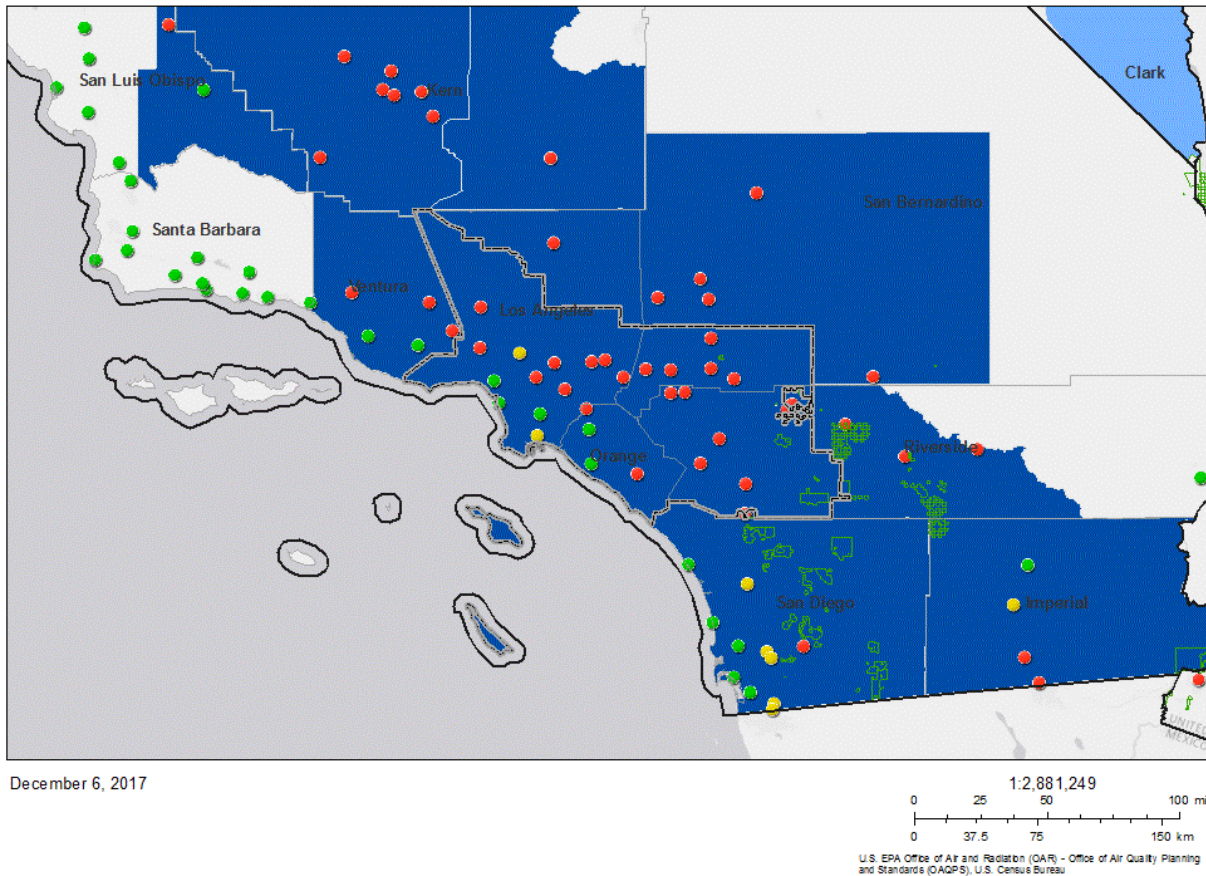 Clark
San Luis Obispo
Kern
San Bernardino
Santa Barbara
Ventura
Los Angeles
Riverside
Orange
San Diego
Imperial
UNITED
MEXICO
December 6, 2017
1:2,881,249
0 25 50 100 mi
0 37.5 75 150 km
U.S. EPA Office of Air and Radiation (OAR) - Office of Air Quality Planning
and Standards (OAQPS), U.S. Census Bureau